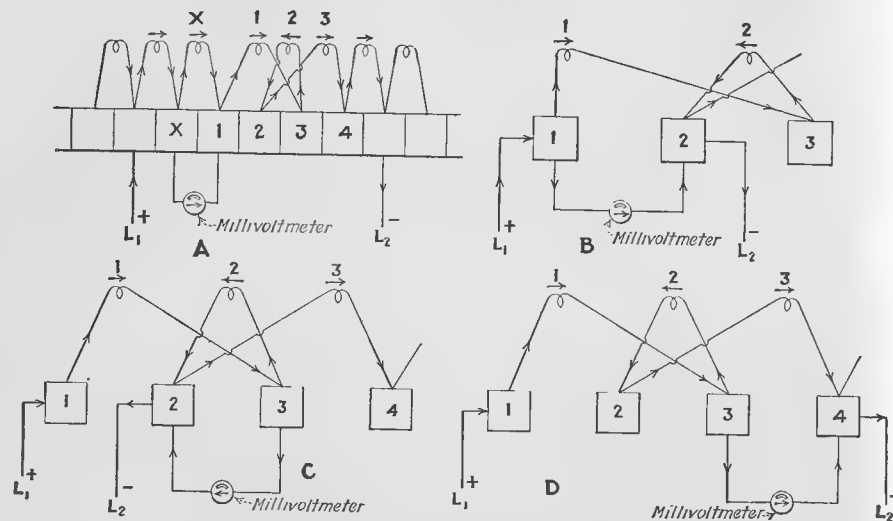 X 1 2 3
X 1 2 3 4
L1 + Millivoltmeter L2 -
A
1 2
1 2 3
L1 + Millivoltmeter L2 -
B
1 2 3
1 2 3 4
L1 + L2 - Millivoltmeter
C
1 2 3
1 2 3 4
L1 + Millivoltmeter L2 -
D